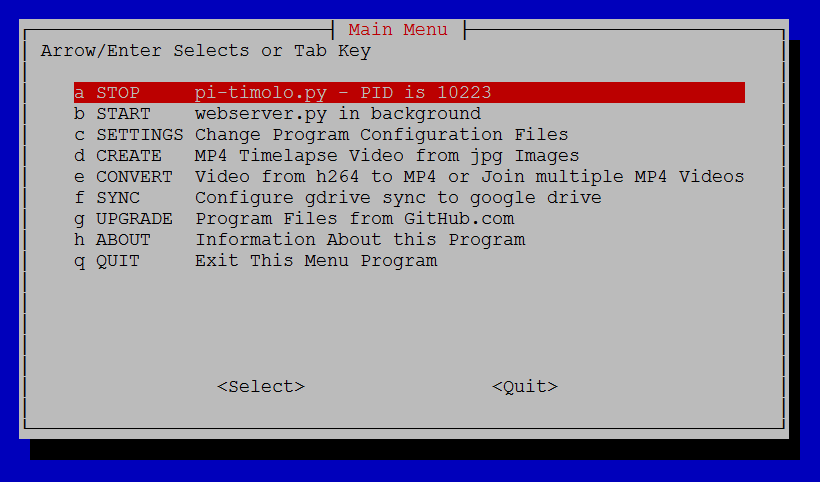 Main Menu
Arrow/Enter Selects or Tab Key
a STOP pi-timolo.py - PID is 10223
b START webserver.py in background
c SETTINGS Change Program Configuration Files
d CREATE MP4 Timelapse Video from jpg Images
e CONVERT Video from h264 to MP4 or Join multiple MP4 Videos
f SYNC Configure gdrive sync to google drive
g UPGRADE Program Files from GitHub.com
h ABOUT Information About this Program
q QUIT Exit This Menu Program
<Select> <Quit>